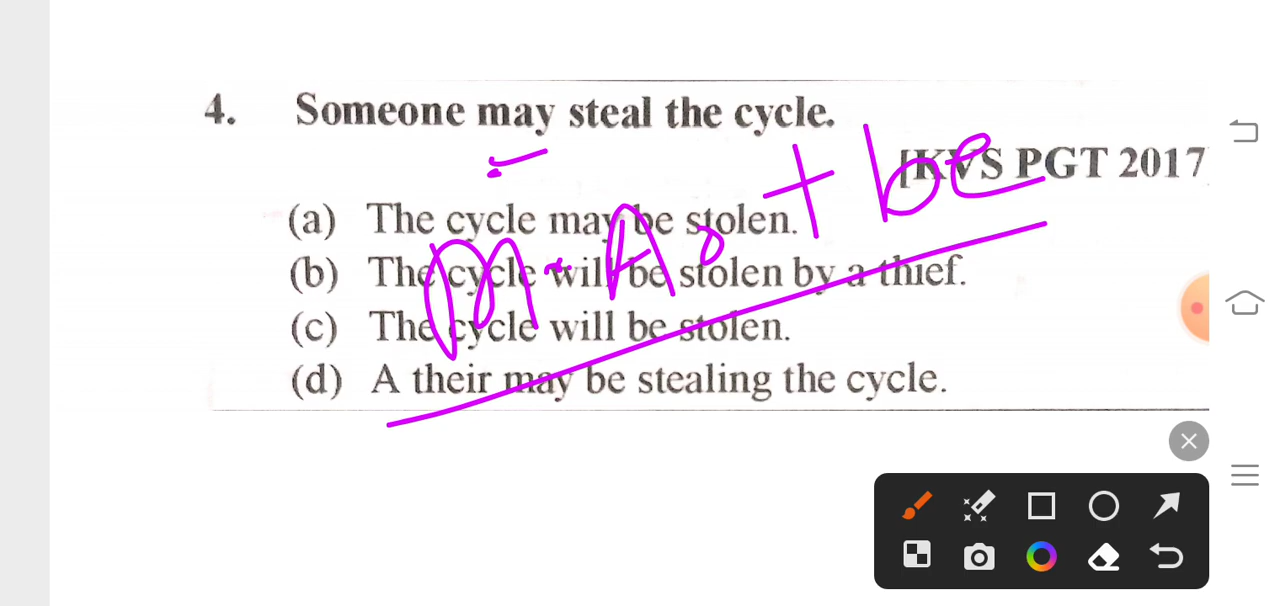 4. Someone may steal the cycle.
[KVS PGT 2017
(a) The cycle may be stolen.
(b) The cycle will be stolen by a thief.
(c) The cycle will be stolen.
(d) A their may be stealing the cycle.
M.A. + be